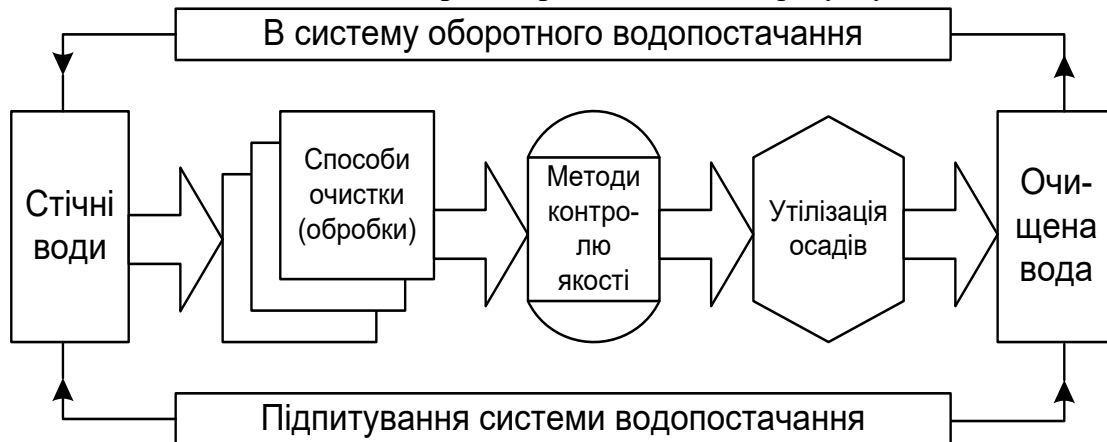 В систему оборотного водопостачання
Стічні
води
Способи
очистки
(обробки)
Методи
контро-
лю
якості
Утілізація
осадів
Очи-
щена
вода
Підпитування системи водопостачання